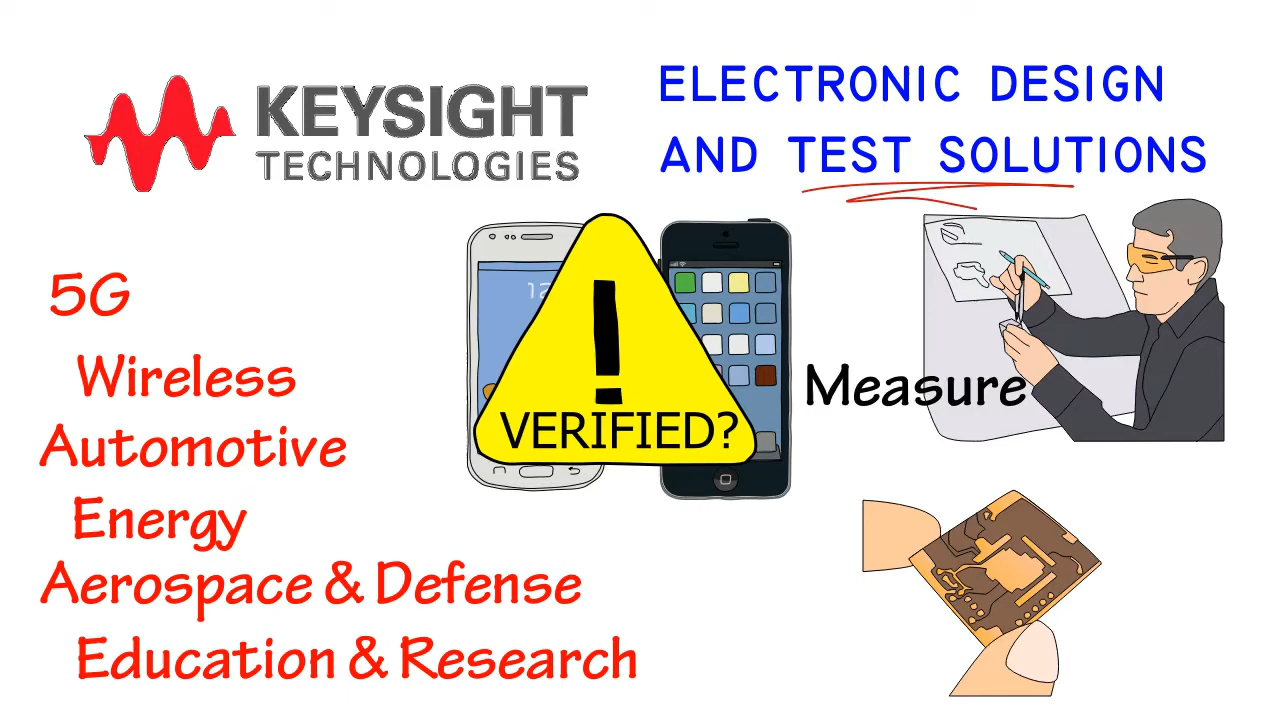 KEYSIGHT
TECHNOLOGIES
ELECTRONIC DESIGN
AND TEST SOLUTIONS
5G
Wireless
Automotive
Energy
Aerospace & Defense
Education & Research
!
VERIFIED?
Measure